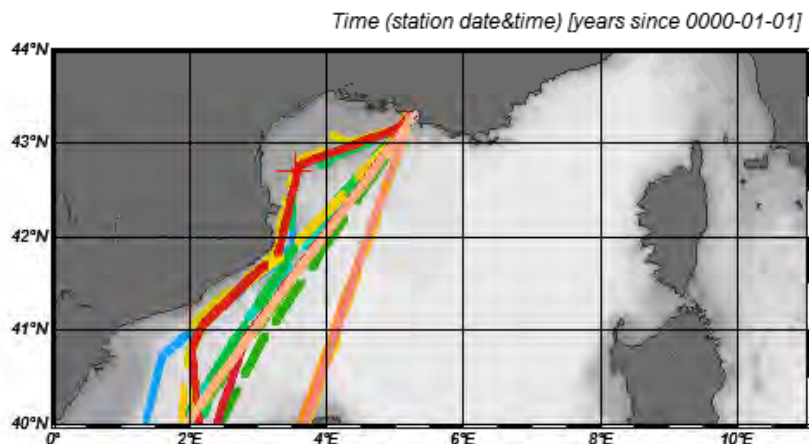 Time (station date&time) [years since 0000-01-01]
44°N
43°N
42°N
41°N
40°N
0° 2°E 4°E 6°E 8°E 10°E